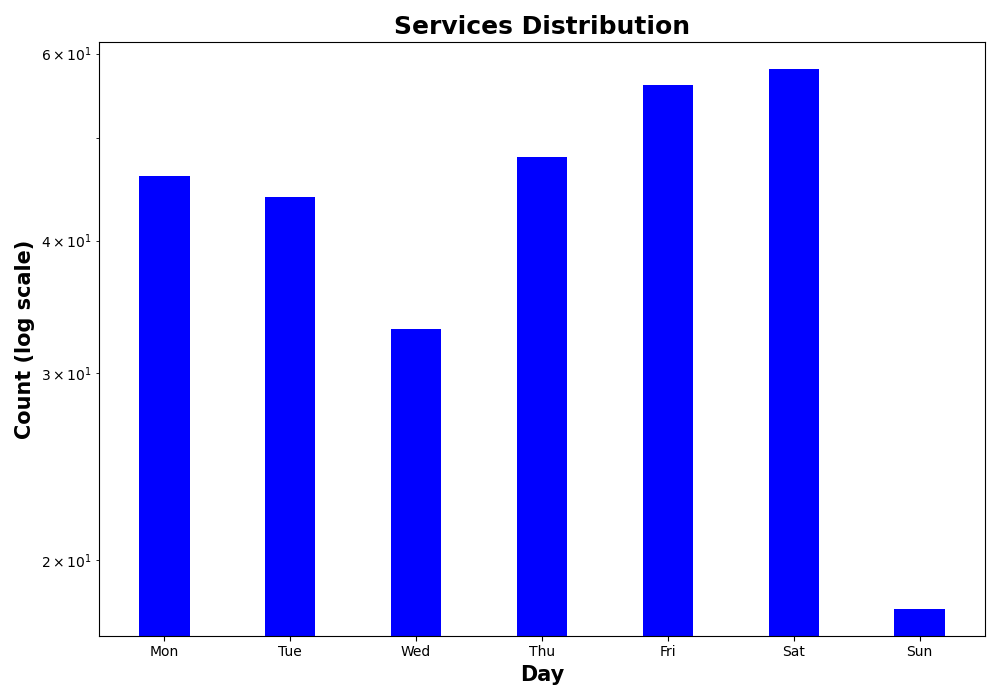 Services Distribution
6 × 10¹
4 × 10¹
3 × 10¹
2 × 10¹
Count (log scale)
Mon Tue Wed Thu Fri Sat Sun
Day